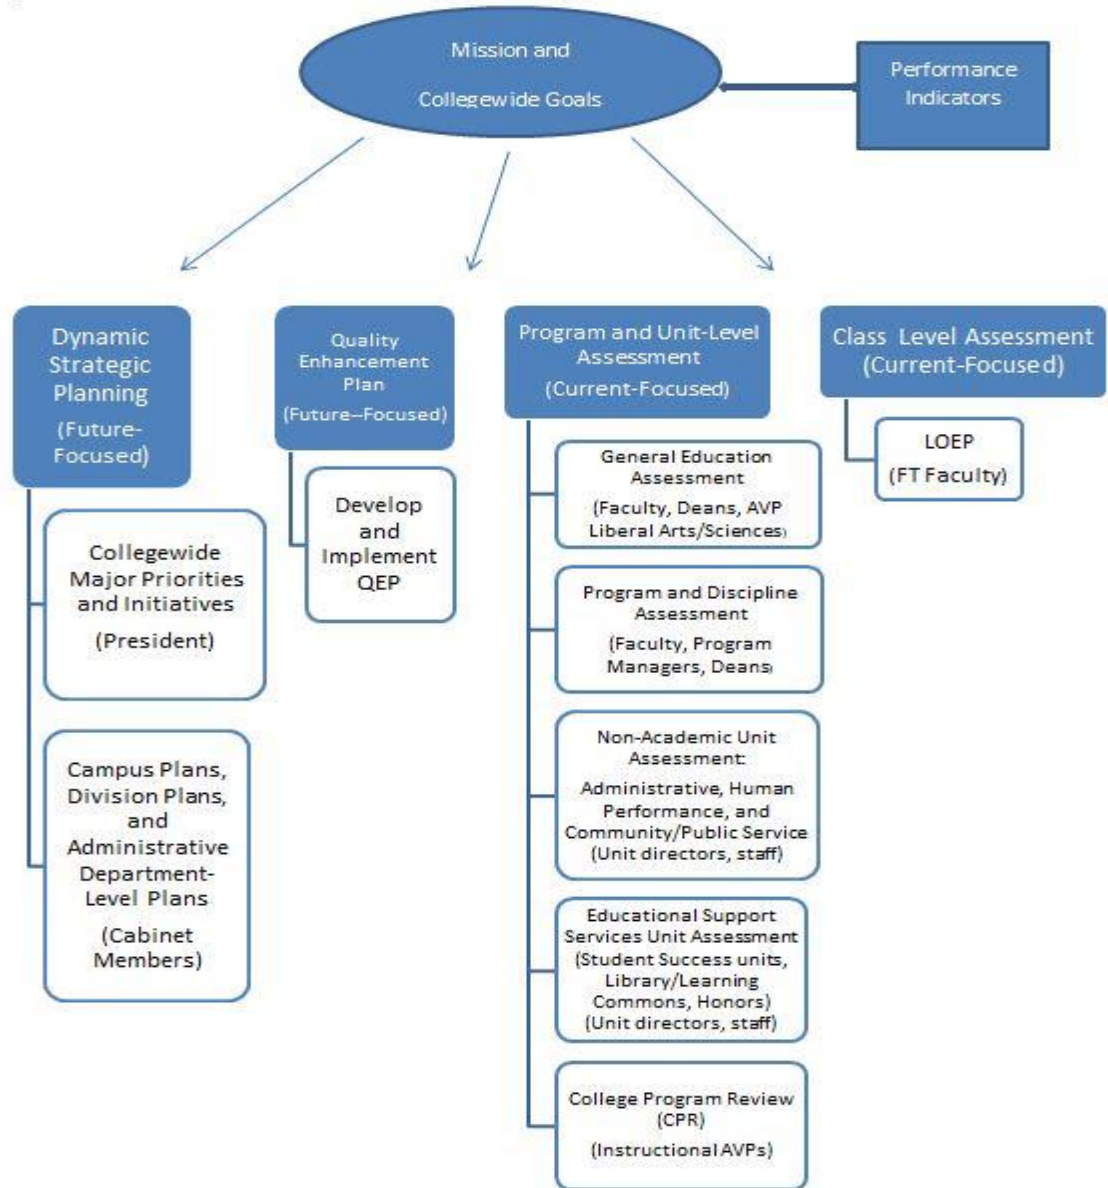 Mission and
Collegewide Goals
Performance
Indicators
Dynamic
Strategic
Planning
(Future-
Focused)
Collegewide
Major Priorities
and Initiatives
(President)
Campus Plans,
Division Plans,
and
Administrative
Department-
Level Plans
(Cabinet
Members)
Quality
Enhancement
Plan
(Future--Focused)
Develop
and
Implement
QEP
Program and Unit-Level
Assessment
(Current-Focused)
General Education
Assessment
(Faculty, Deans, AVP
Liberal Arts/Sciences)
Program and Discipline
Assessment
(Faculty, Program
Managers, Deans)
Non-Academic Unit
Assessment:
Administrative, Human
Performance, and
Community/Public Service
(Unit directors, staff)
Educational Support
Services Unit Assessment
(Student Success units,
Library/Learning
Commons, Honors)
(Unit directors, staff)
College Program Review
(CPR)
(Instructional AVPs)
Class Level Assessment
(Current-Focused)
LOEP
(FT Faculty)